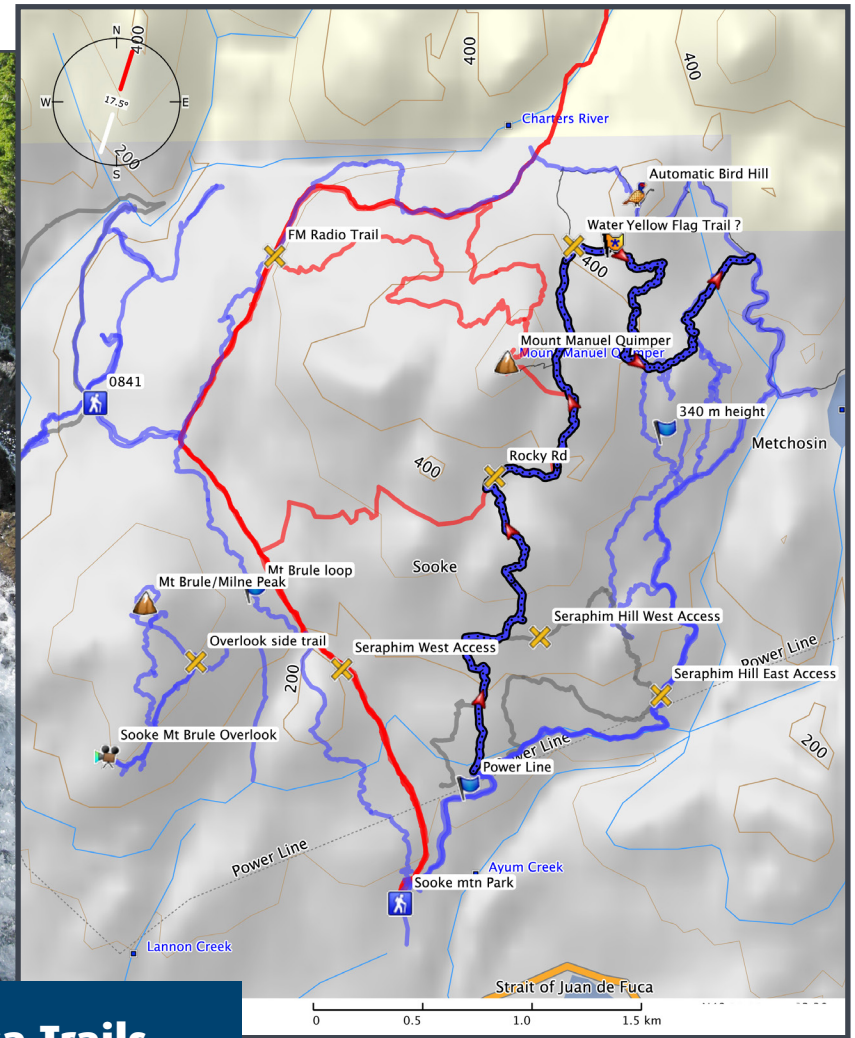 N
400
W
17.5°
E
200
S
400
400
Charters River
Automatic Bird Hill
Water Yellow Flag Trail ?
FM Radio Trail
400
Mount Manuel Quimper
Mount Manuel Quimper
0841
340 m height
Metchosin
Rocky Rd
400
Sooke
Mt Brule loop
Mt Brule/Milne Peak
Seraphim Hill West Access
Overlook side trail
Seraphim West Access
Power Line
200
Seraphim Hill East Access
Sooke Mt Brule Overlook
Power Line
200
Power Line
Power Line
Ayum Creek
Sooke mtn Park
Lannon Creek
Strait of Juan de Fuca
0 0.5 1.0 1.5 km
Trails